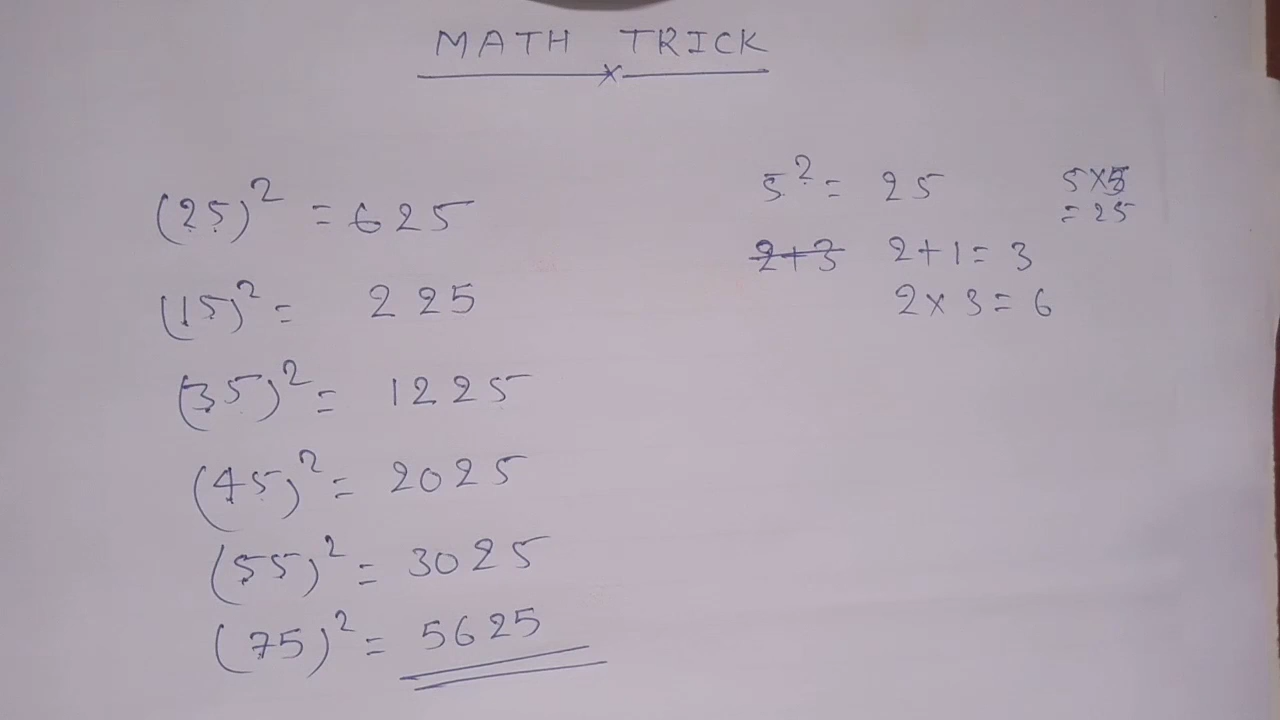 MATH TRICK
(25)² = 625
(15)² = 225
(35)² = 1225
(45)² = 2025
(55)² = 3025
(75)² = 5625
5² = 25
5×5
= 25
2+3 2+1 = 3
2×3 = 6